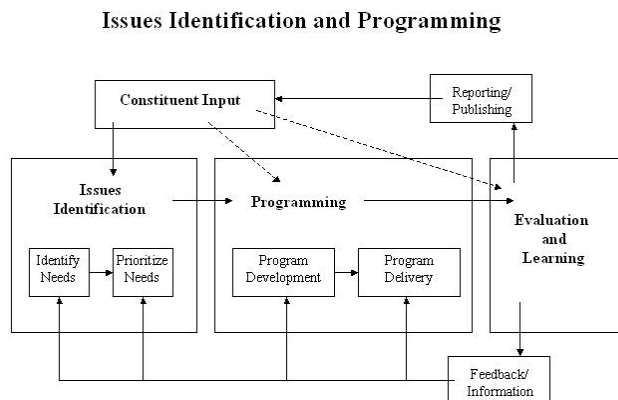 Issues Identification and Programming
Constituent Input
Reporting/
Publishing
Issues
Identification
Programming
Evaluation
and
Learning
Identify
Needs
Prioritize
Needs
Program
Development
Program
Delivery
Feedback/
Information